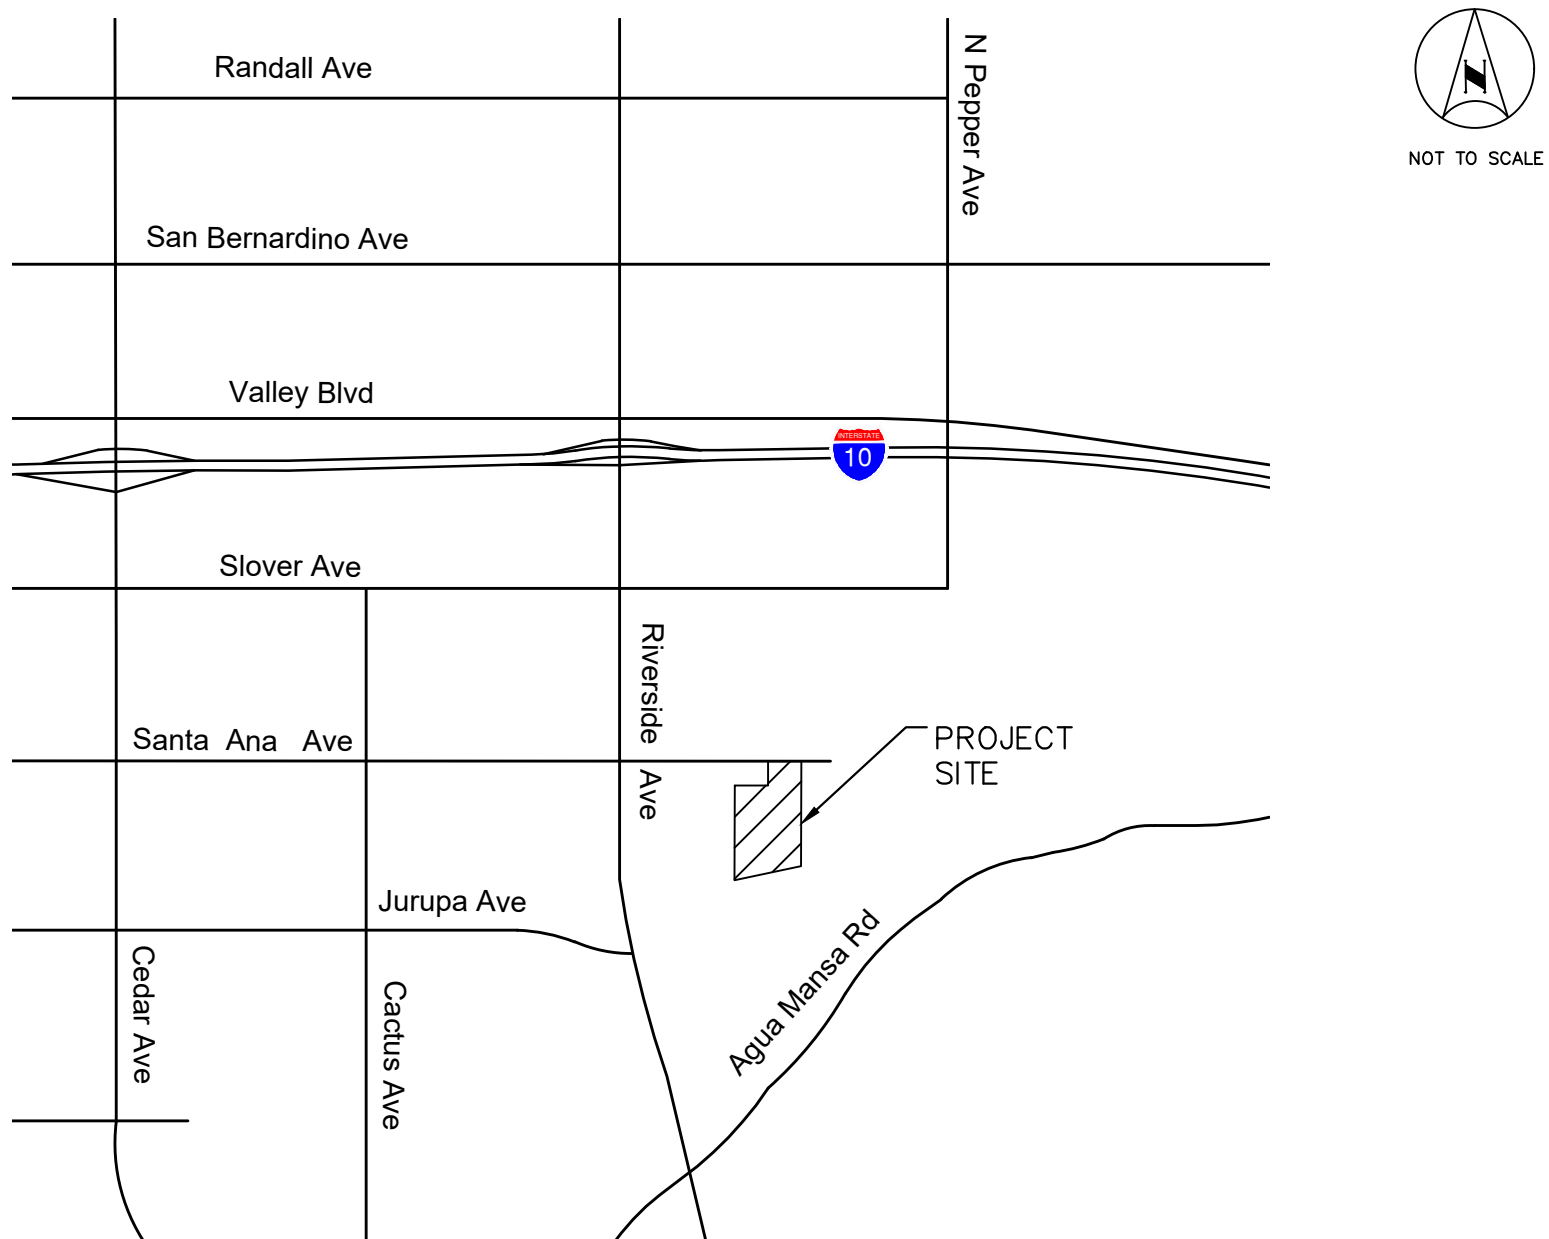 Randall Ave
N Pepper Ave
N
NOT TO SCALE
San Bernardino Ave
Valley Blvd
INTERSTATE
10
Slover Ave
Riverside Ave
Santa Ana Ave
PROJECT
SITE
Jurupa Ave
Cedar Ave
Cactus Ave
Agua Mansa Rd